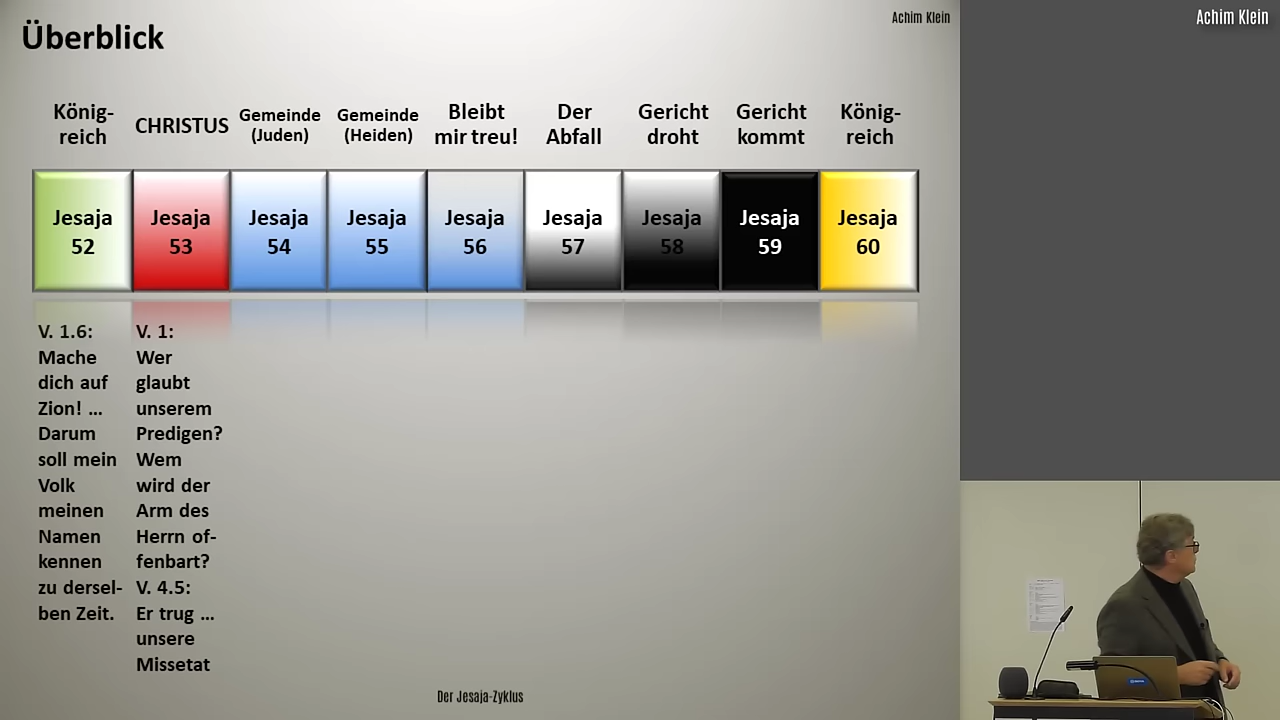 Überblick
Achim Klein
Achim Klein
König-
reich
CHRISTUS
Gemeinde
(Juden)
Gemeinde
(Heiden)
Bleibt
mir treu!
Der
Abfall
Gericht
droht
Gericht
kommt
König-
reich
Jesaja
52
Jesaja
53
Jesaja
54
Jesaja
55
Jesaja
56
Jesaja
57
Jesaja
58
Jesaja
59
Jesaja
60
V. 1.6:
Mache
dich auf
Zion! ...
Darum
soll mein
Volk
meinen
Namen
kennen
zu dersel-
ben Zeit.
V. 1:
Wer
glaubt
unserem
Predigen?
Wem
wird der
Arm des
Herrn of-
fenbart?
V. 4.5:
Er trug ...
unsere
Missetat
Der Jesaja-Zyklus